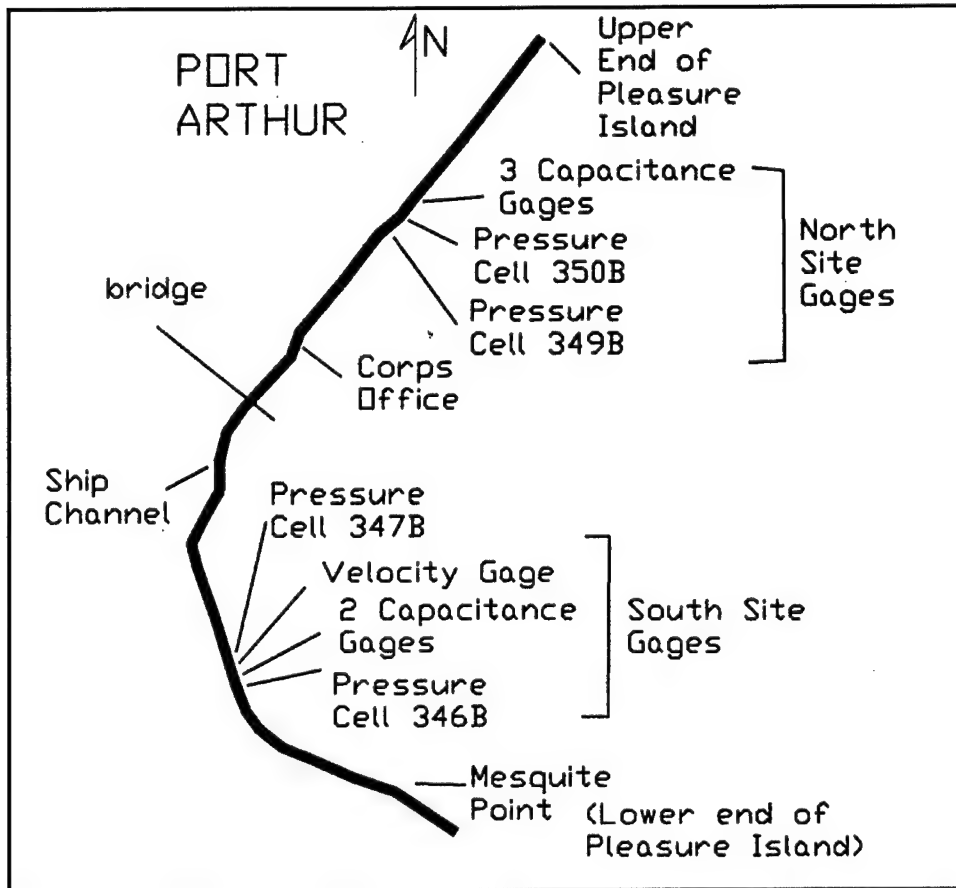 PORT
ARTHUR
N
Upper
End of
Pleasure
Island
3 Capacitance
Gages
Pressure
Cell 350B
Pressure
Cell 349B
North
Site
Gages
bridge
Corps
Office
Ship
Channel
Pressure
Cell 347B
Velocity Gage
2 Capacitance
Gages
Pressure
Cell 346B
South Site
Gages
Mesquite
Point (Lower end of
Pleasure Island)